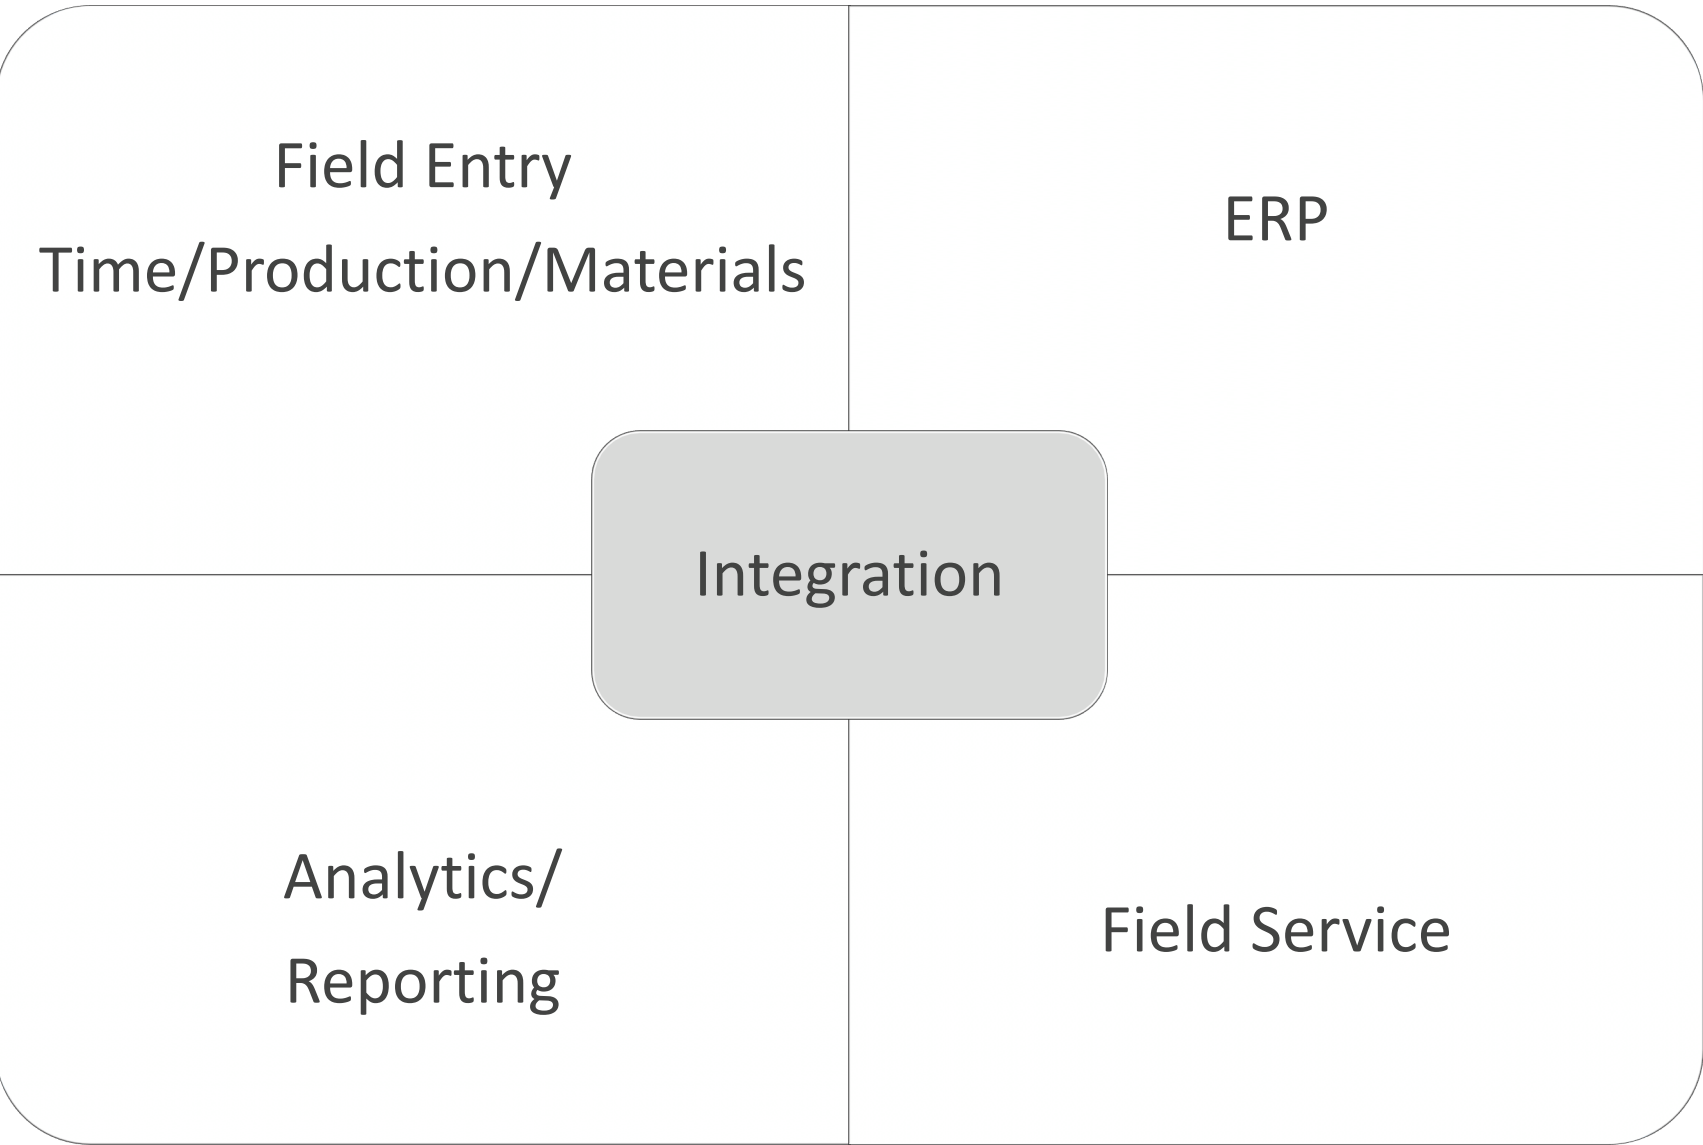 Field Entry
Time/Production/Materials
ERP
Integration
Analytics/
Reporting
Field Service